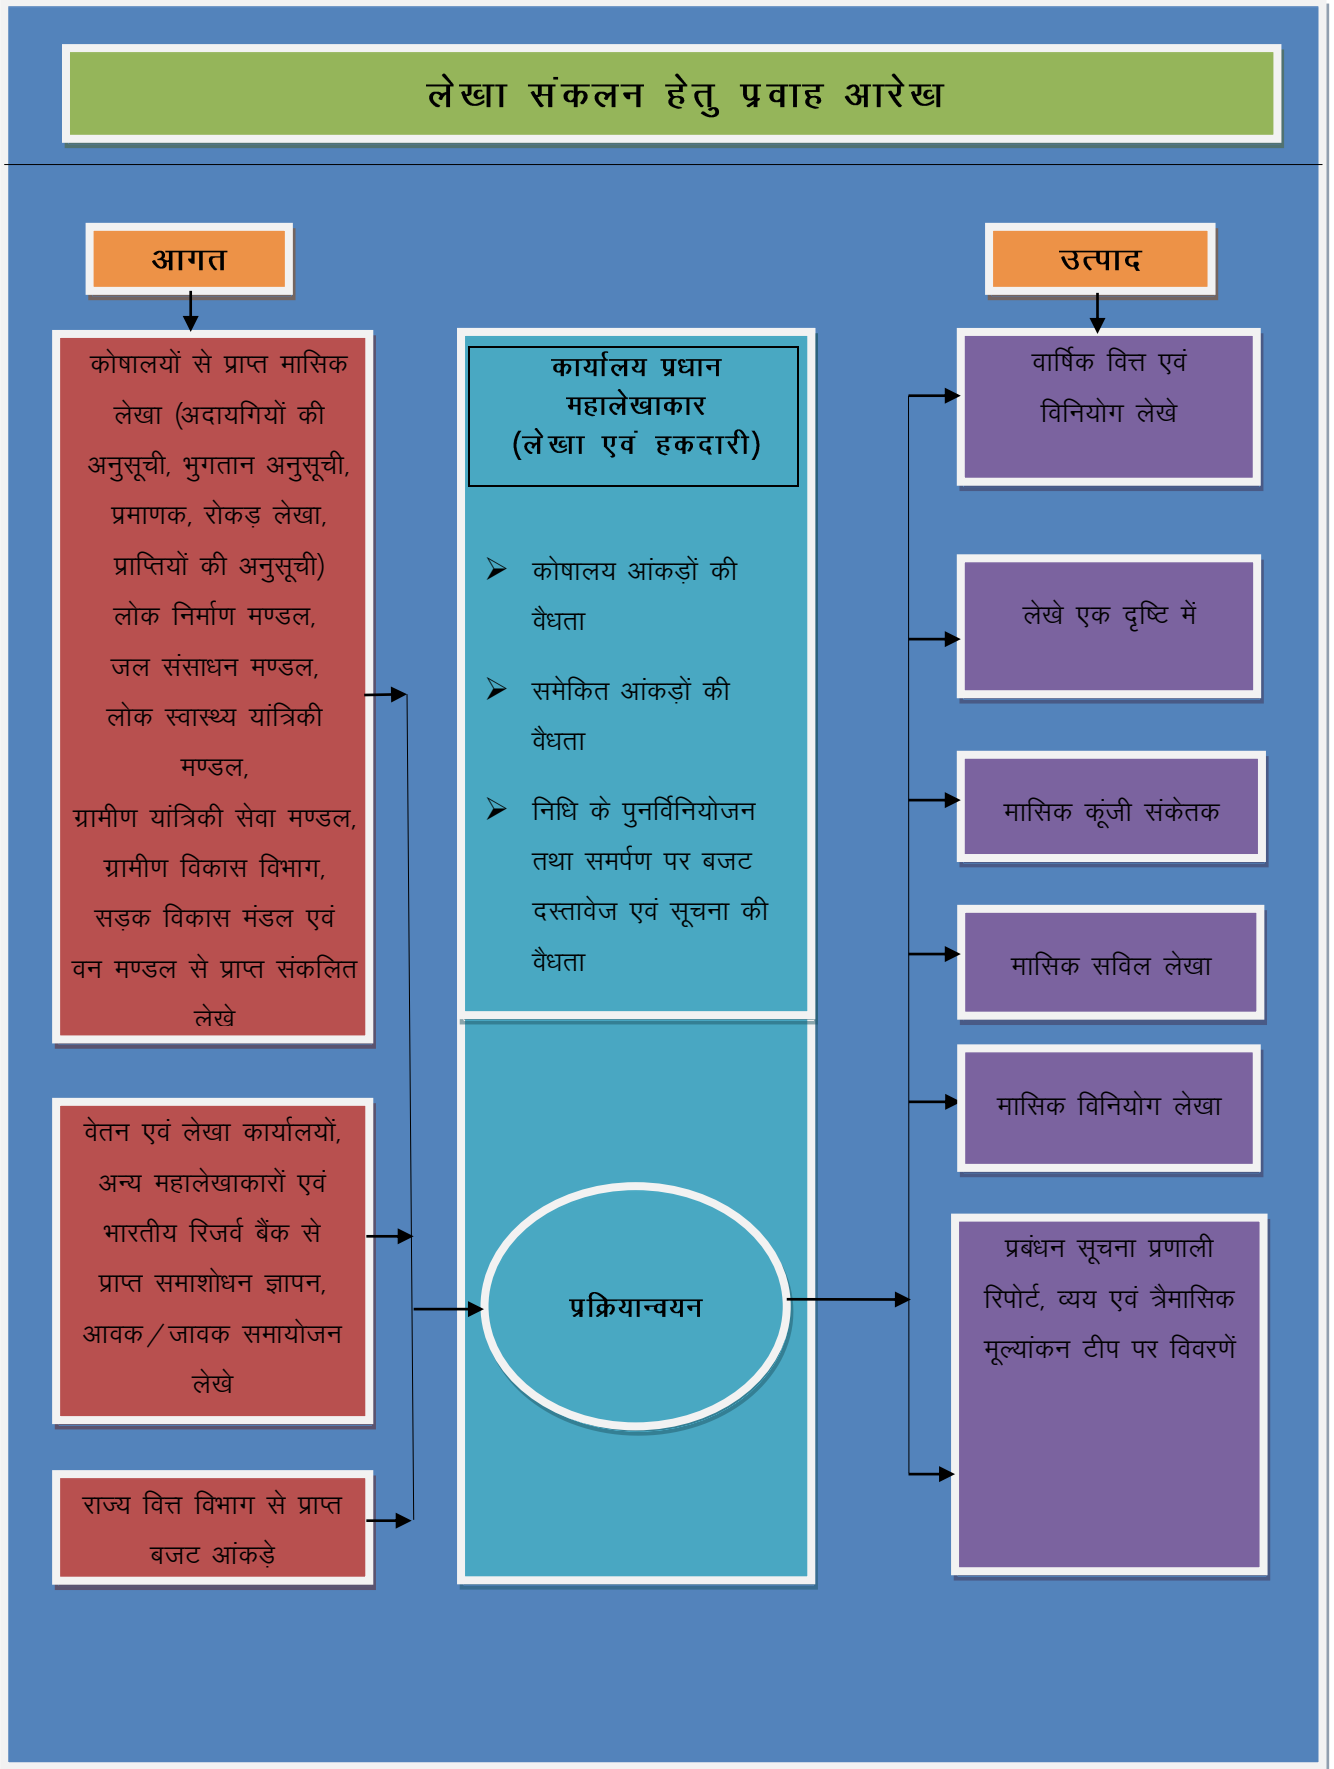 लेखा संकलन हेतु प्रवाह आरेख
आगत
कोषालयों से प्राप्त मासिक
लेखा (अदायगियों की
अनुसूची, भुगतान अनुसूची,
प्रमाणक, रोकड़ लेखा,
प्राप्तियों की अनुसूची)
लोक निर्माण मण्डल,
जल संसाधन मण्डल,
लोक स्वास्थ्य यांत्रिकी
मण्डल,
ग्रामीण यांत्रिकी सेवा मण्डल,
ग्रामीण विकास विभाग,
सड़क विकास मंडल एवं
वन मण्डल से प्राप्त संकलित
लेखे
वेतन एवं लेखा कार्यालयों,
अन्य महालेखाकारों एवं
भारतीय रिजर्व बैंक से
प्राप्त समाशोधन ज्ञापन,
आवक/जावक समायोजन
लेखे
राज्य वित्त विभाग से प्राप्त
बजट आंकड़े
कार्यालय प्रधान
महालेखाकार
(लेखा एवं हकदारी)
➢ कोषालय आंकड़ों की
वैधता
➢ समेकित आंकड़ों की
वैधता
➢ निधि के पुनर्विनियोजन
तथा समर्पण पर बजट
दस्तावेज एवं सूचना की
वैधता
प्रक्रियान्वयन
उत्पाद
वार्षिक वित्त एवं
विनियोग लेखे
लेखे एक दृष्टि में
मासिक कूंजी संकेतक
मासिक सविल लेखा
मासिक विनियोग लेखा
प्रबंधन सूचना प्रणाली
रिपोर्ट, व्यय एवं त्रैमासिक
मूल्यांकन टीप पर विवरणें